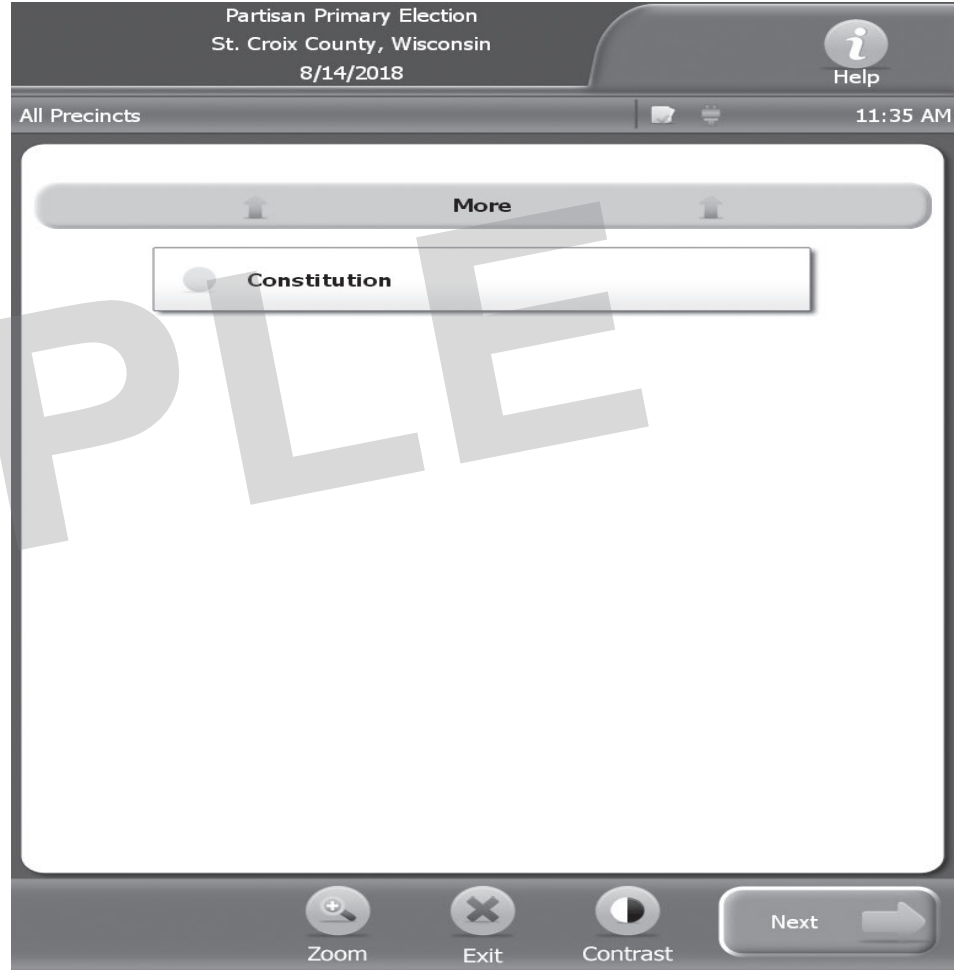 Partisan Primary Election
St. Croix County, Wisconsin
8/14/2018
Help
All Precincts
11:35 AM
More
Constitution
PLE
Zoom
Exit
Contrast
Next